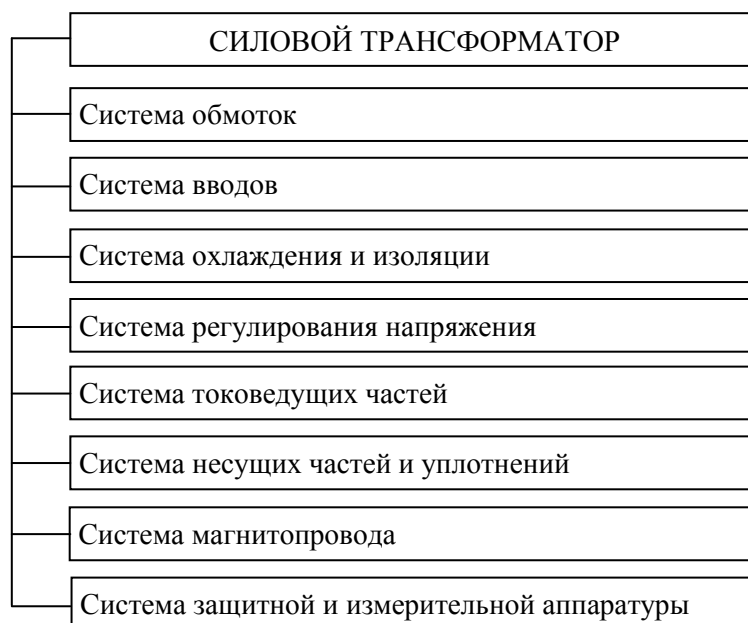 СИЛОВОЙ ТРАНСФОРМАТОР
Система обмоток
Система вводов
Система охлаждения и изоляции
Система регулирования напряжения
Система токоведущих частей
Система несущих частей и уплотнений
Система магнитопровода
Система защитной и измерительной аппаратуры